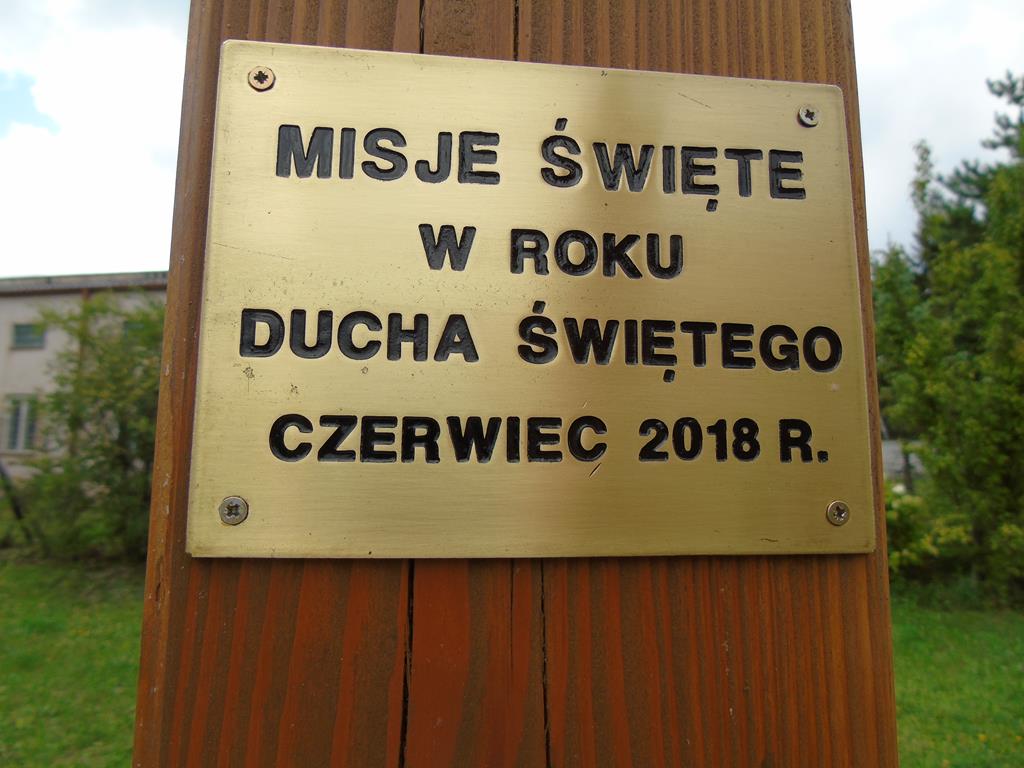 MISJE ŚWIĘTE
W ROKU
DUCHA ŚWIĘTEGO
CZERWIEC 2018 R.